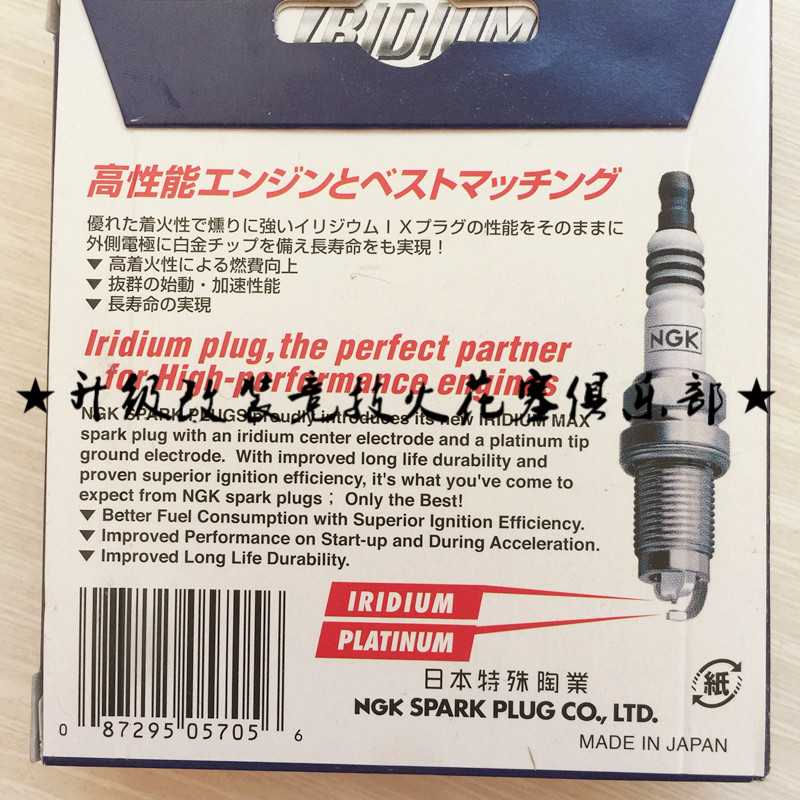 IRIDIUM
高性能エンジンとベストマッチング
優れた着火性で燻りに強いイリジウムIXプラグの性能をそのままに
外側電極に白金チップを備え長寿命をも実現！
▼ 高着火性による燃費向上
▼ 抜群の始動・加速性能
▼ 長寿命の実現
Iridium plug,the perfect partner
for High-performance engines
★升级改装竞技火花塞俱乐部★
NGK SPARK PLUGS proudly introduces its new IRIDIUM MAX
spark plug with an iridium center electrode and a platinum tip
ground electrode. With improved long life durability and
proven superior ignition efficiency, it's what you've come to
expect from NGK spark plugs; Only the Best!
▼ Better Fuel Consumption with Superior Ignition Efficiency.
▼ Improved Performance on Start-up and During Acceleration.
▼ Improved Long Life Durability.
NGK
IRIDIUM
PLATINUM
日本特殊陶業
NGK SPARK PLUG CO., LTD.
紙
MADE IN JAPAN
0 87295 05705 6